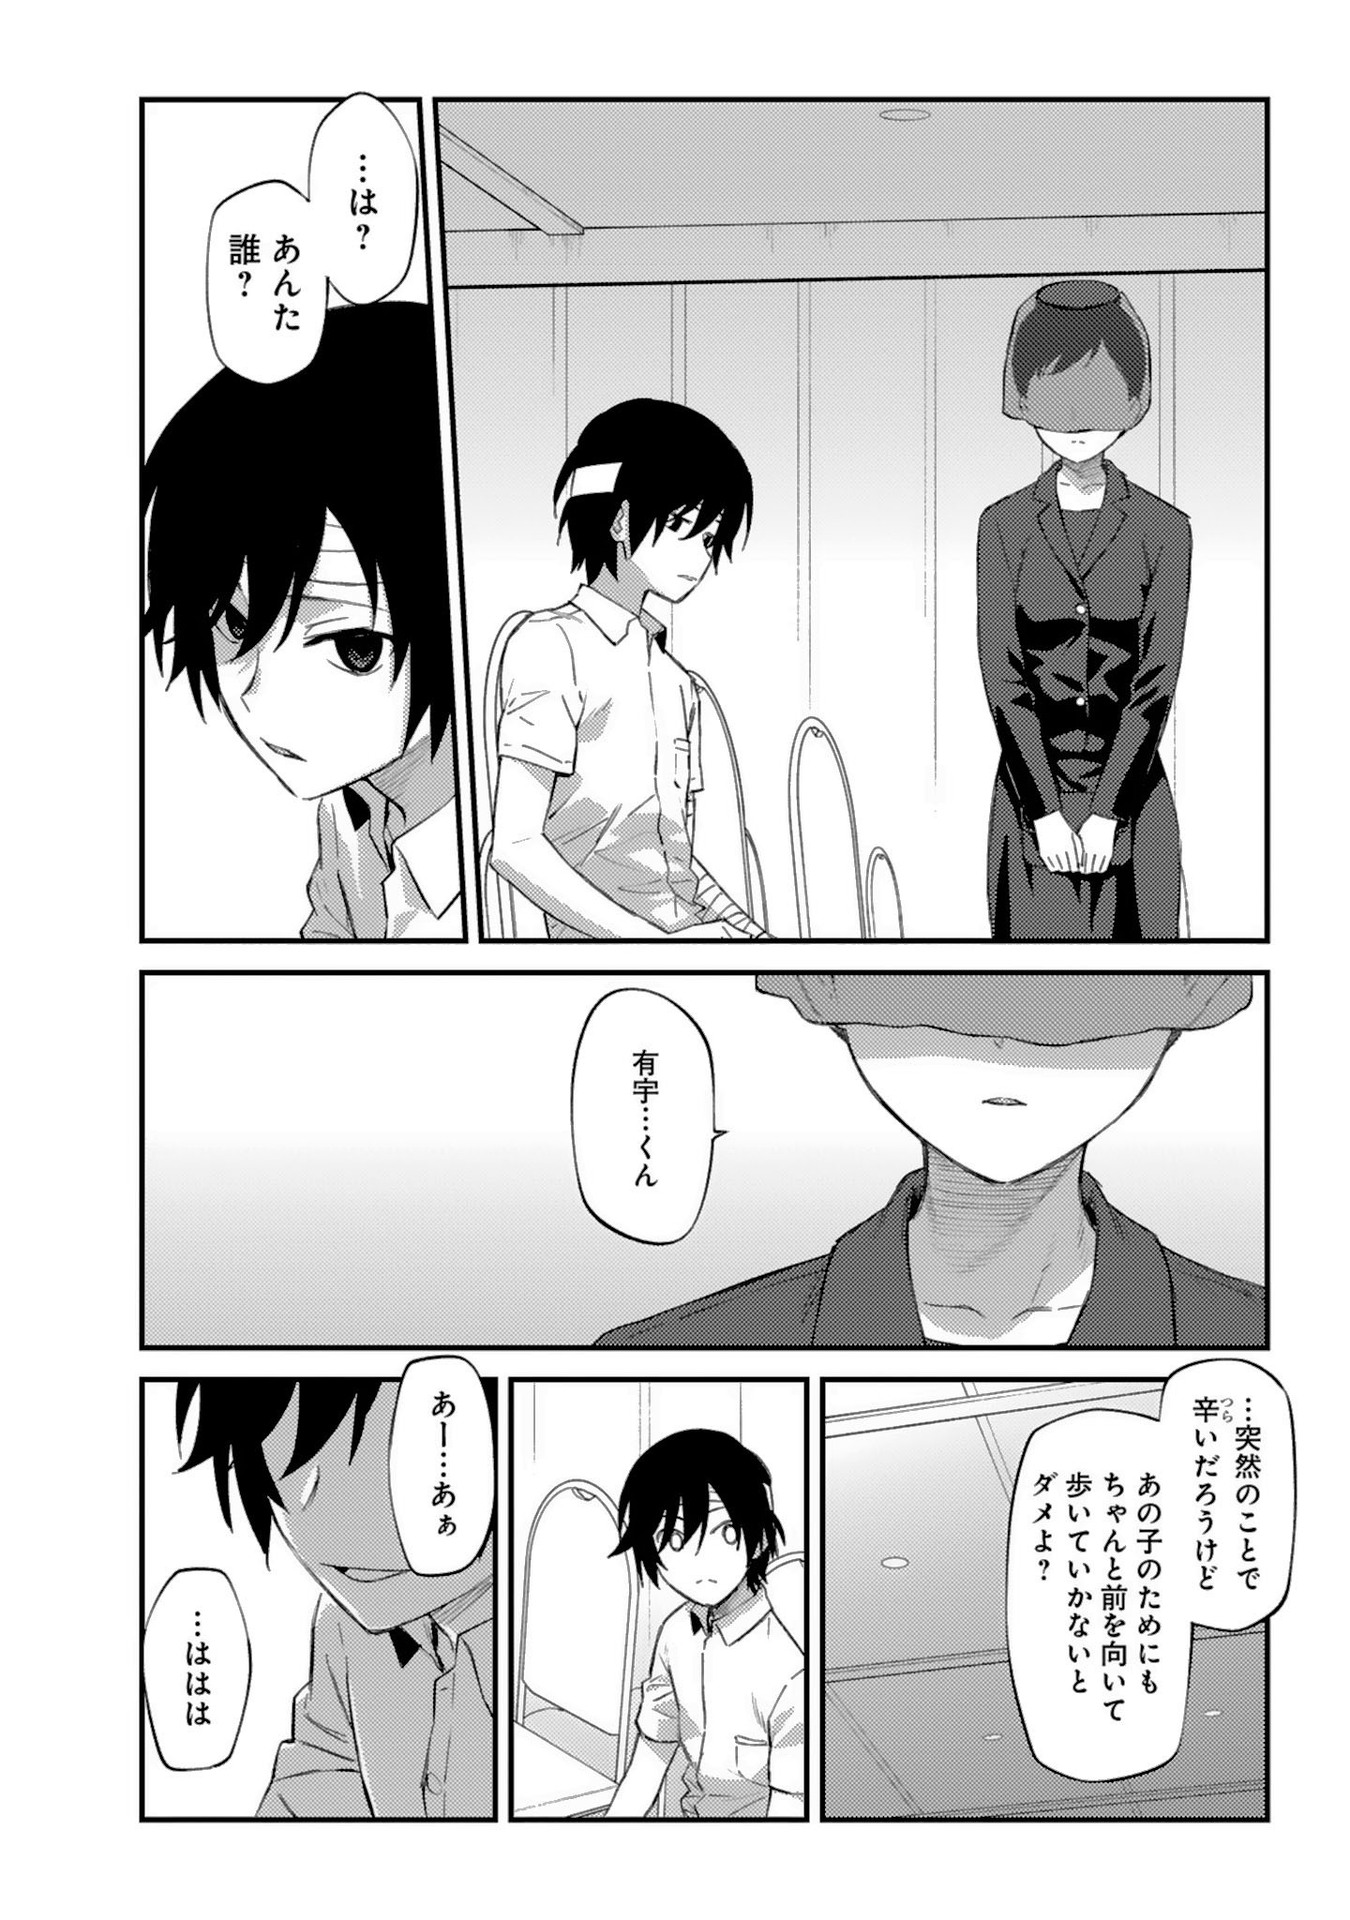 …は?
あんた
誰?
有宇…くん
…突然のことで
辛いだろうけど
つら
あの子のためにも
ちゃんと前を向いて
歩いていかないと
ダメよ?
あー…あぁ
…ははは